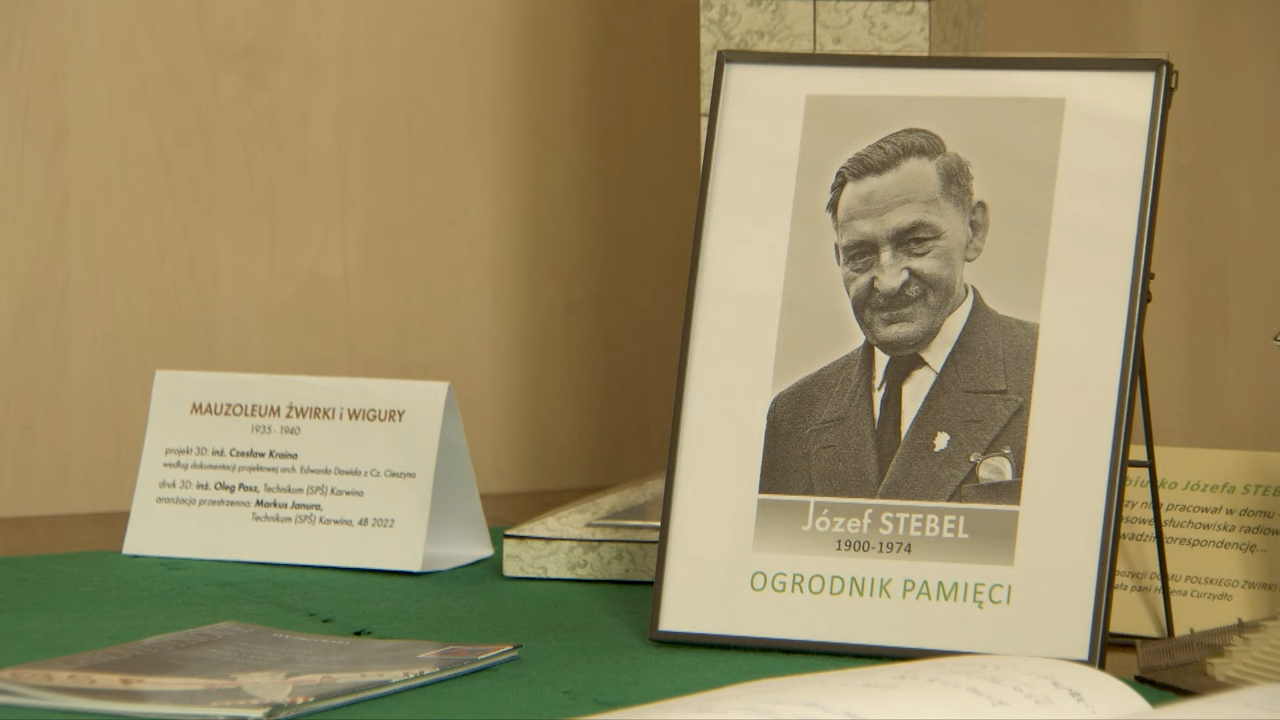 MAUZOLEUM ŻWIRKI i WIGURY
1935 - 1940
projekt 3D: inż. Czesław Kraina
według dokumentacji projektowej arch. Edwarda Dawida z Cz. Cieszyna
druk 3D: inż. Oleg Pasz, Technikum (SPŠ) Karwina
aranżacja przestrzenna: Markus Janura,
Technikum (SPŠ) Karwina, 4B 2022
Józef STEBEL
1900-1974
OGRODNIK PAMIĘCI
Józefa
pracował w domu
słuchowiska
korespondencję...
DOMU POLSKIEGO ŻWIRKI
pani Helena Curzydło